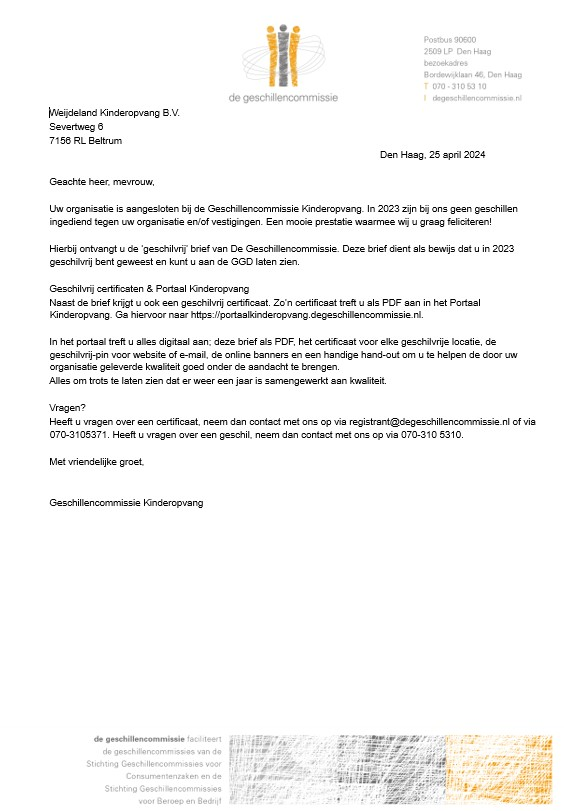 de geschillencommissie
Postbus 90600
2509 LP Den Haag
bezoekadres
Bordewijklaan 46, Den Haag
T 070 - 310 53 10
I degeschillencommissie.nl
Weijdeland Kinderopvang B.V.
Severtweg 6
7156 RL Beltrum
Den Haag, 25 april 2024
Geachte heer, mevrouw,
Uw organisatie is aangesloten bij de Geschillencommissie Kinderopvang. In 2023 zijn bij ons geen geschillen
ingediend tegen uw organisatie en/of vestigingen. Een mooie prestatie waarmee wij u graag feliciteren!
Hierbij ontvangt u de 'geschilvrij' brief van De Geschillencommissie. Deze brief dient als bewijs dat u in 2023
geschilvrij bent geweest en kunt u aan de GGD laten zien.
Geschilvrij certificaten & Portaal Kinderopvang
Naast de brief krijgt u ook een geschilvrij certificaat. Zo'n certificaat treft u als PDF aan in het Portaal
Kinderopvang. Ga hiervoor naar https://portaalkinderopvang.degeschillencommissie.nl.
In het portaal treft u alles digitaal aan; deze brief als PDF, het certificaat voor elke geschilvrije locatie, de
geschilvrij-pin voor website of e-mail, de online banners en een handige hand-out om u te helpen de door uw
organisatie geleverde kwaliteit goed onder de aandacht te brengen.
Alles om trots te laten zien dat er weer een jaar is samengewerkt aan kwaliteit.
Vragen?
Heeft u vragen over een certificaat, neem dan contact met ons op via registrant@degeschillencommissie.nl of via
070-3105371. Heeft u vragen over een geschil, neem dan contact met ons op via 070-310 5310.
Met vriendelijke groet,
Geschillencommissie Kinderopvang
de geschillencommissie faciliteert
de geschillencommissies van de
Stichting Geschillencommissies voor
Consumentenzaken en de
Stichting Geschillencommissies
voor Beroep en Bedrijf